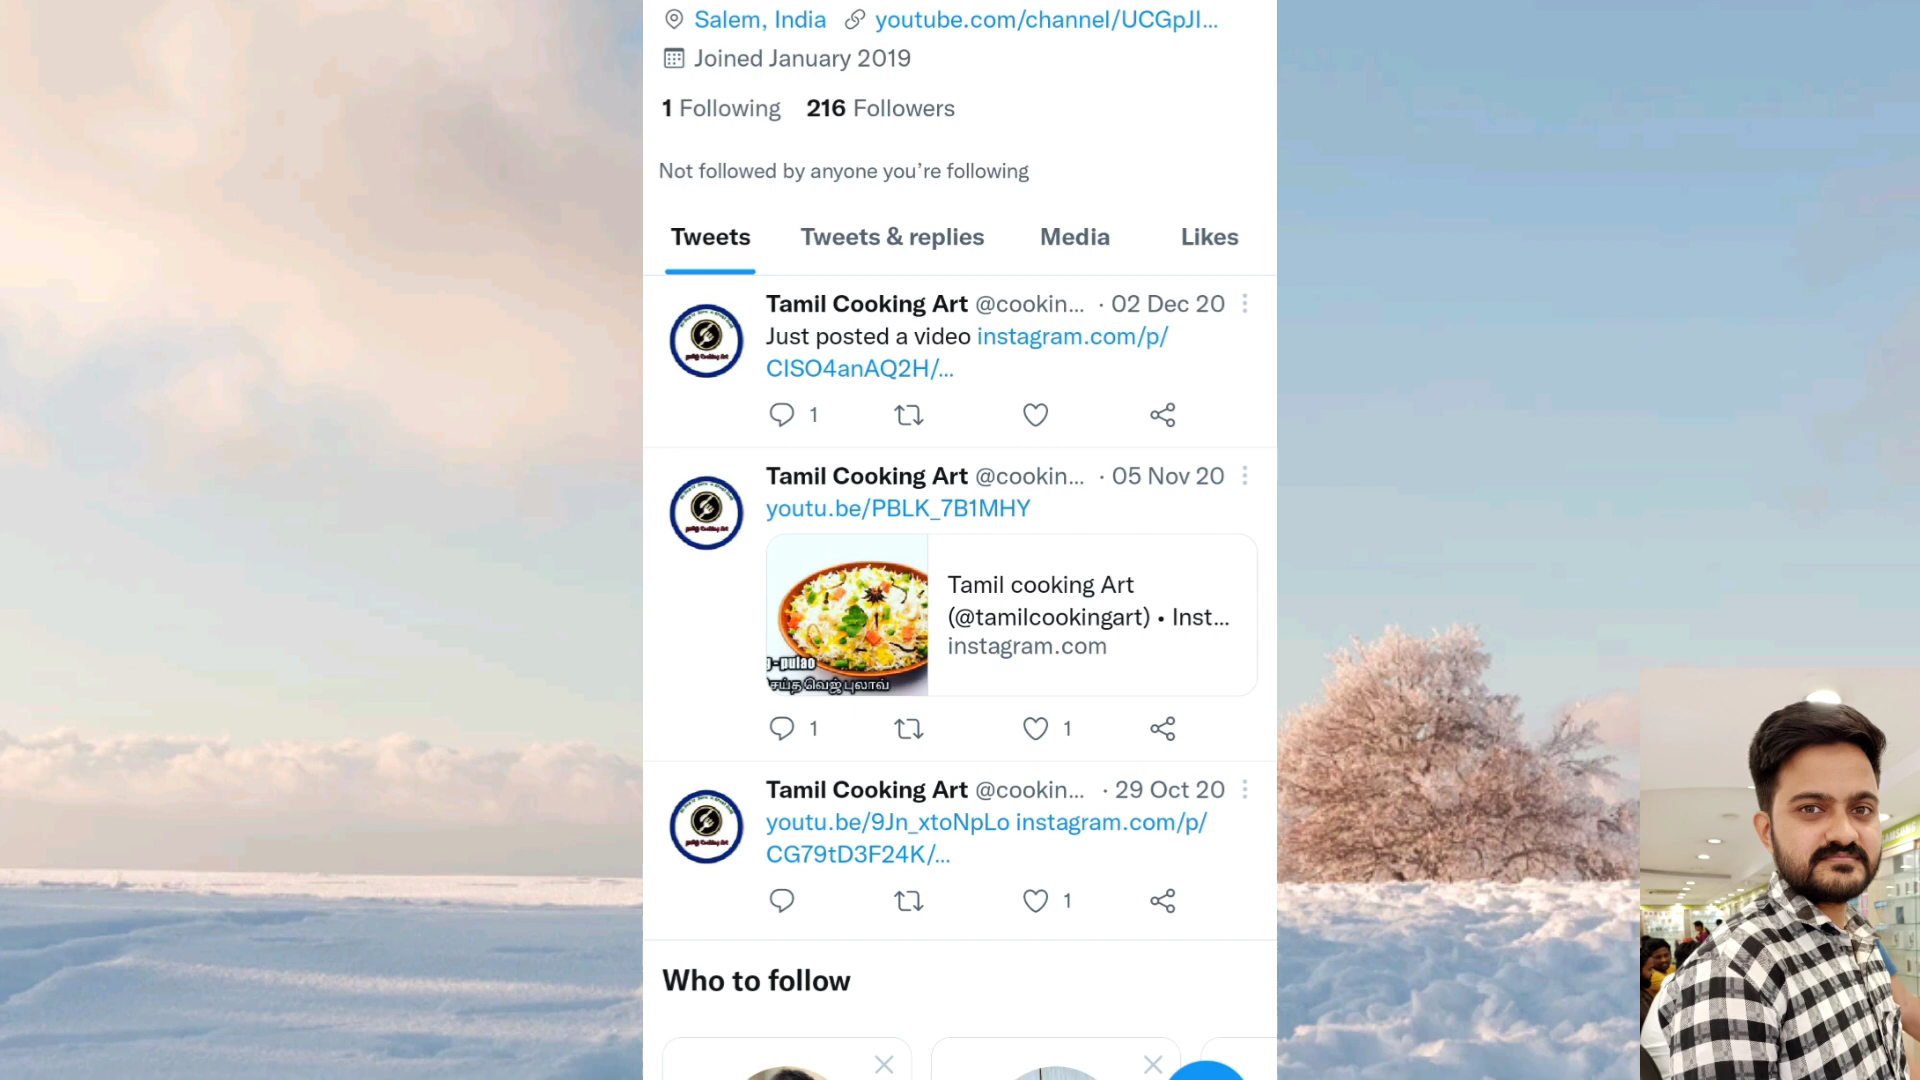 Salem, India youtube.com/channel/UCGpJI...
Joined January 2019
1 Following 216 Followers
Not followed by anyone you’re following
Tweets Tweets & replies Media Likes
Tamil Cooking Art @cookin... · 02 Dec 20
Just posted a video instagram.com/p/
CISO4anAQ2H/...
1
Tamil Cooking Art @cookin... · 05 Nov 20
youtu.be/PBLK_7B1MHY
Tamil cooking Art
(@tamilcookingart) • Inst...
instagram.com
g-pulao
செய்த வெஜ் புலாவ்
1 1
Tamil Cooking Art @cookin... · 29 Oct 20
youtu.be/9Jn_xtoNpLo instagram.com/p/
CG79tD3F24K/...
1
Who to follow